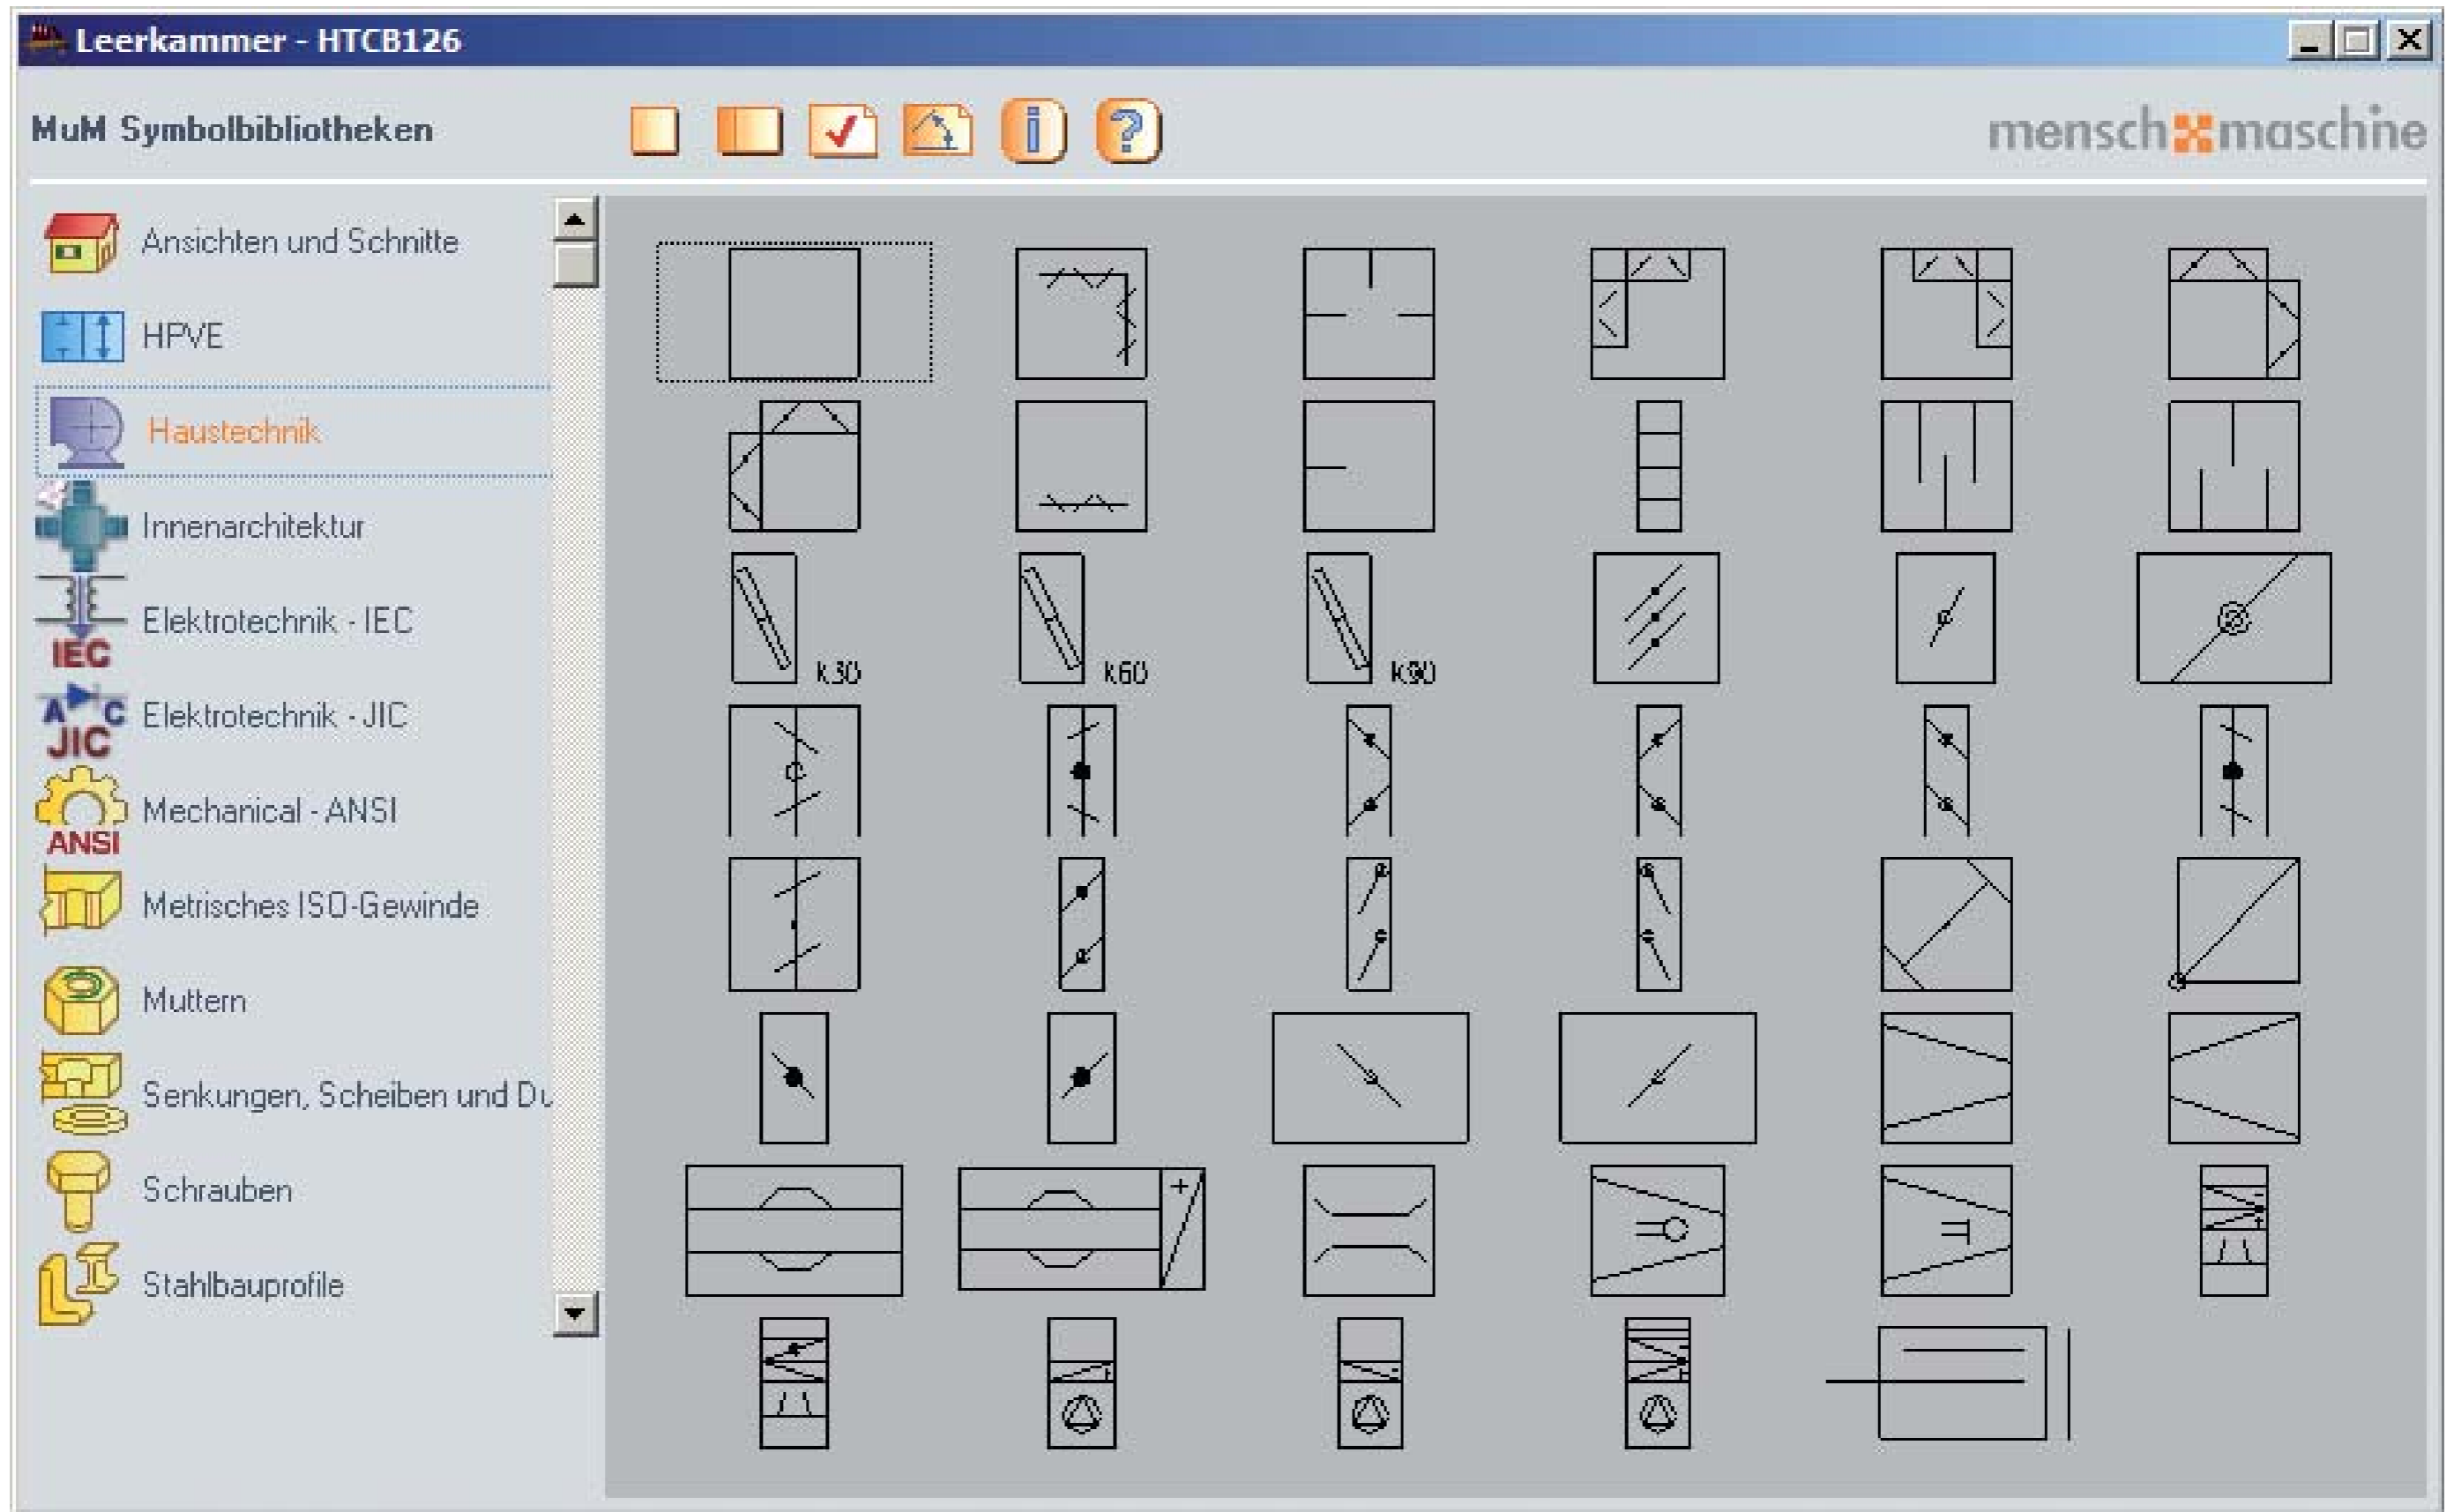 Leerkammer - HTCB126
MuM Symbolbibliotheken
i
?
mensch maschine
Ansichten und Schnitte
HPVE
Haustechnik
Innenarchitektur
IEC
Elektrotechnik - IEC
A C
JIC
Elektrotechnik - JIC
ANSI
Mechanical - ANSI
Metrisches ISO-Gewinde
Muttern
Senkungen, Scheiben und Du
Schrauben
Stahlbauprofile
k30
k60
k90